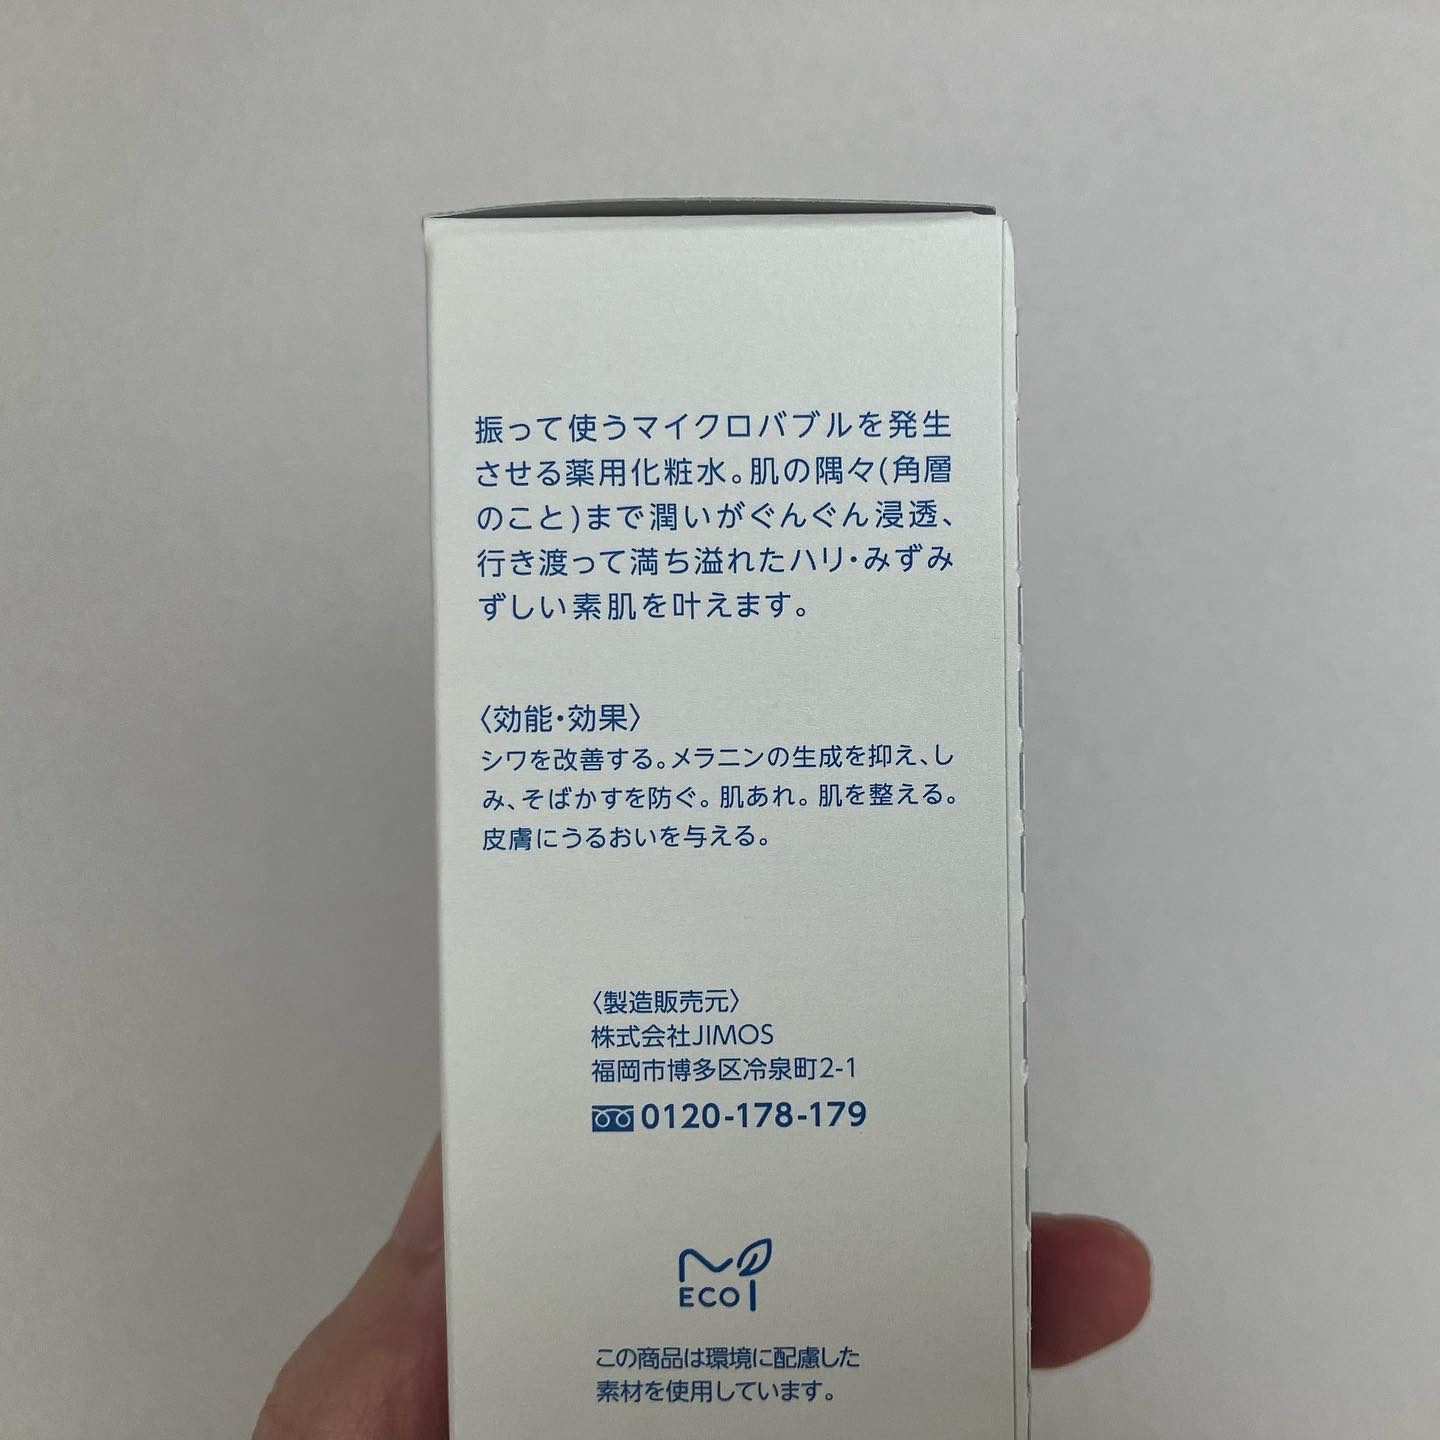 振って使うマイクロバブルを発生
させる薬用化粧水。肌の隅々(角層
のこと)まで潤いがぐんぐん浸透、
行き渡って満ち溢れたハリ・みずみ
ずしい素肌を叶えます。
〈効能・効果〉
シワを改善する。メラニンの生成を抑え、し
み、そばかすを防ぐ。肌あれ。肌を整える。
皮膚にうるおいを与える。
〈製造販売元〉
株式会社JIMOS
福岡市博多区冷泉町2-1
0120-178-179
ECO
この商品は環境に配慮した
素材を使用しています。